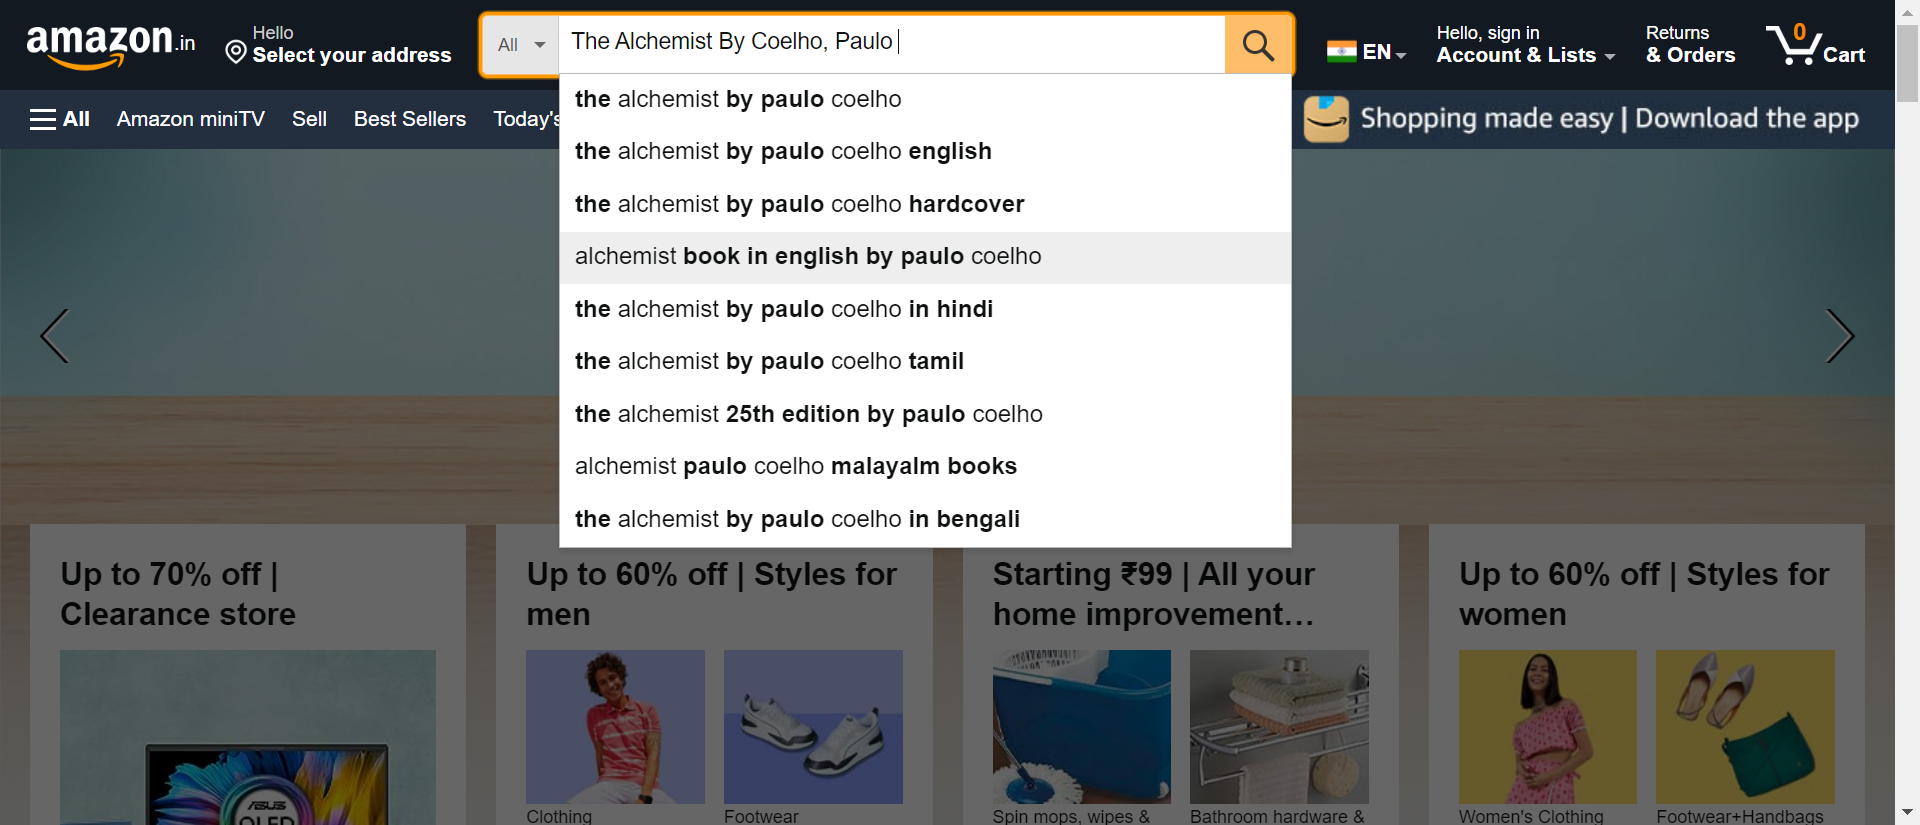 amazon.in
Hello
Select your address
All
The Alchemist By Coelho, Paulo
EN
Hello, sign in
Account & Lists
Returns
& Orders
0
Cart
All
Amazon miniTV
Sell
Best Sellers
Today's
Shopping made easy | Download the app
the alchemist by paulo coelho
the alchemist by paulo coelho english
the alchemist by paulo coelho hardcover
alchemist book in english by paulo coelho
the alchemist by paulo coelho in hindi
the alchemist by paulo coelho tamil
the alchemist 25th edition by paulo coelho
alchemist paulo coelho malayalm books
the alchemist by paulo coelho in bengali
Up to 70% off |
Clearance store
ASUS
OLED
Up to 60% off | Styles for
men
Clothing
Footwear
Starting ₹99 | All your
home improvement…
Spin mops, wipes &
Bathroom hardware &
Up to 60% off | Styles for
women
Women's Clothing
Footwear+Handbags